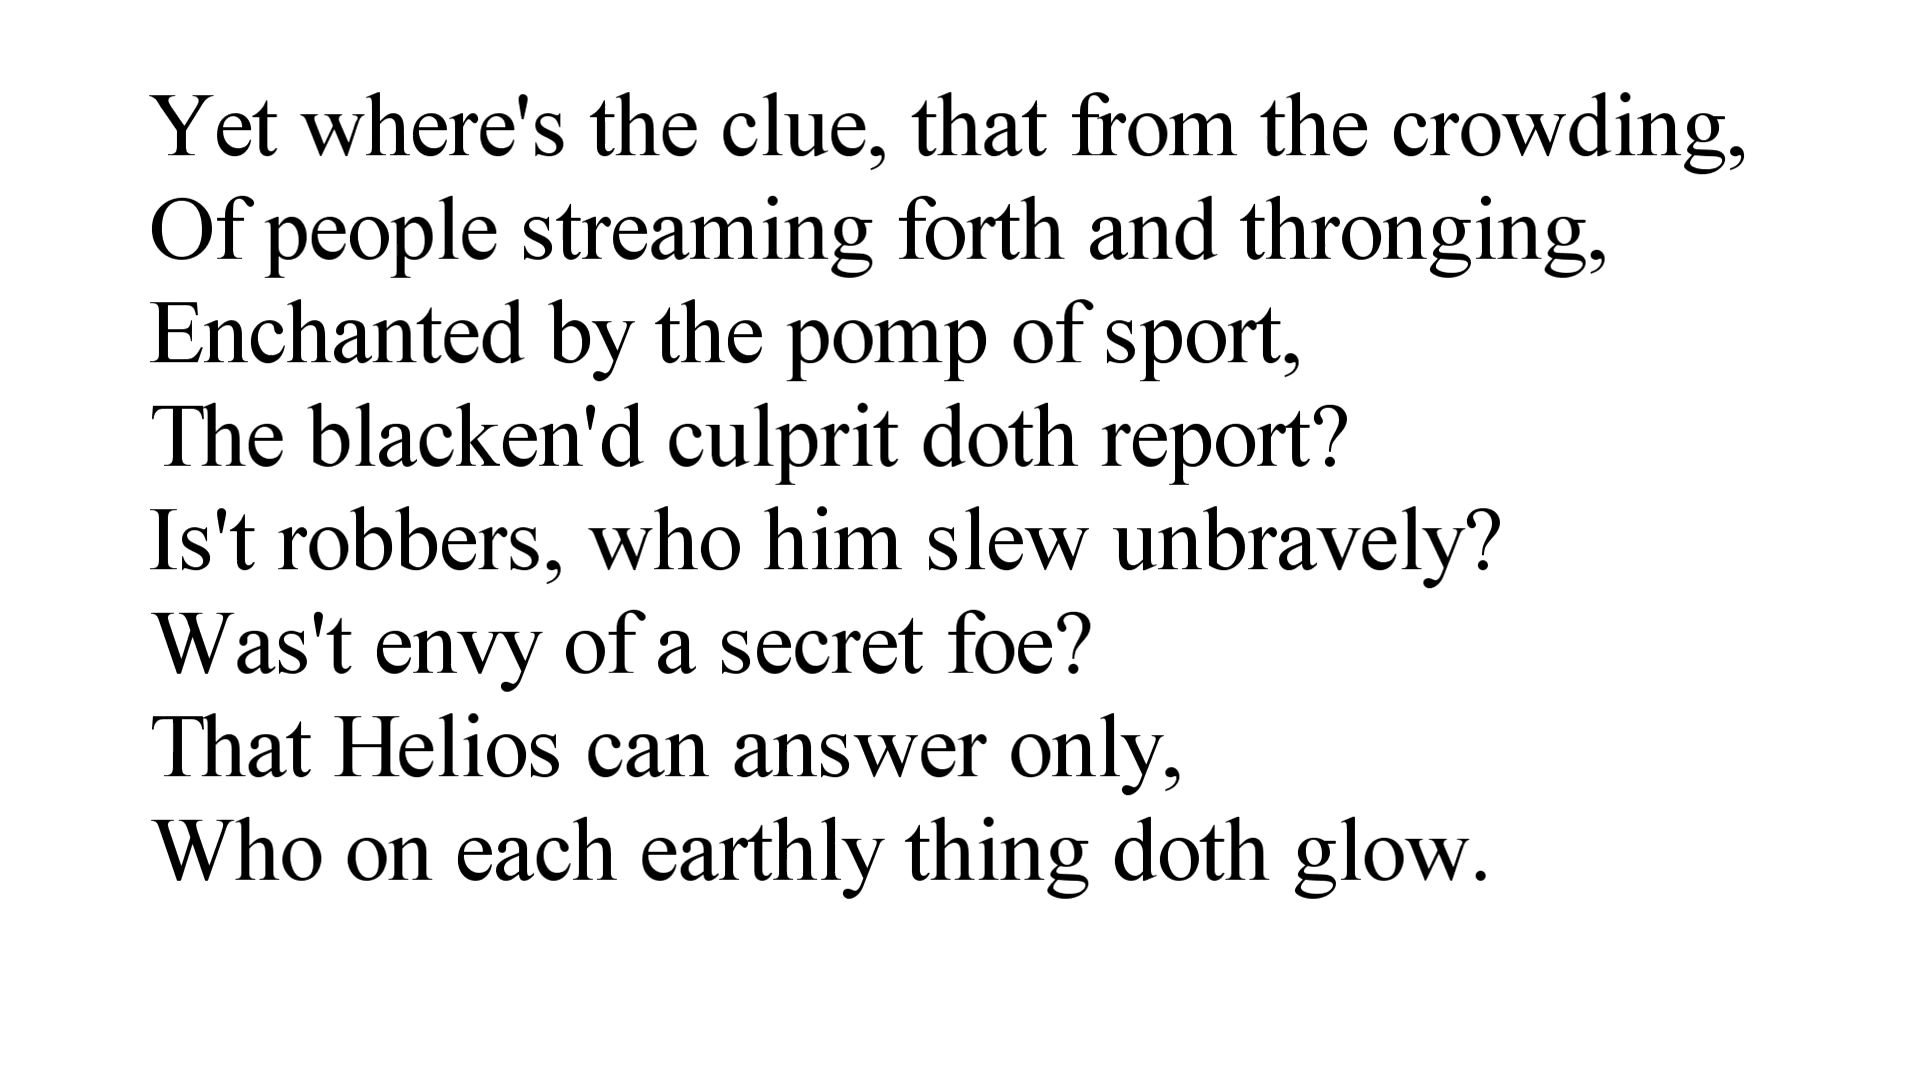 Yet where's the clue, that from the crowding,
Of people streaming forth and thronging,
Enchanted by the pomp of sport,
The blacken'd culprit doth report?
Is't robbers, who him slew unbravely?
Was't envy of a secret foe?
That Helios can answer only,
Who on each earthly thing doth glow.